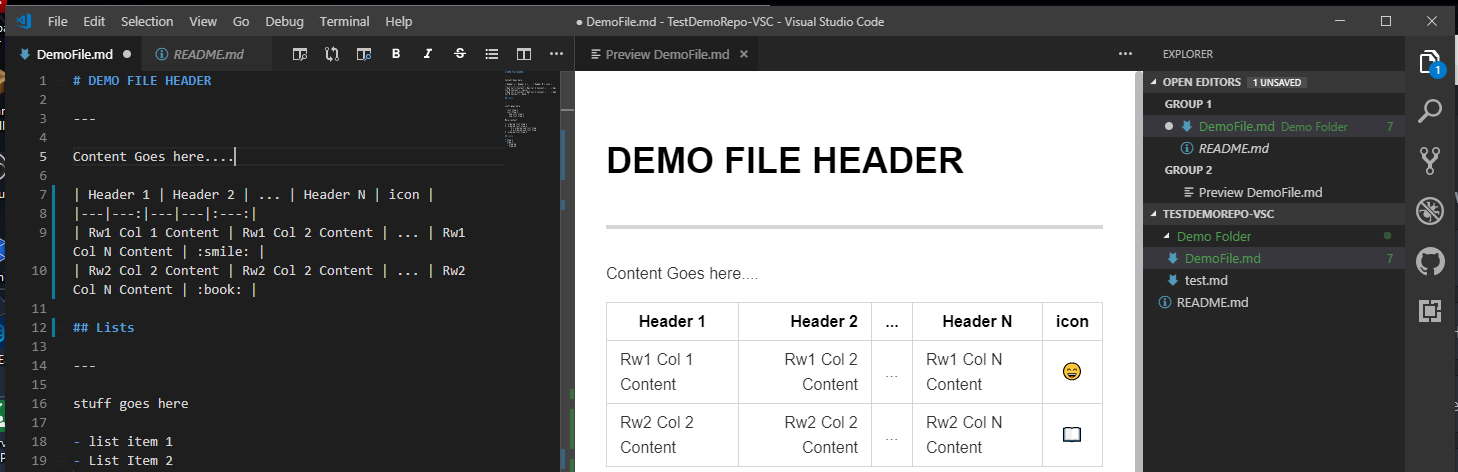 File Edit Selection View Go Debug Terminal Help
● DemoFile.md - TestDemoRepo-VSC - Visual Studio Code
DemoFile.md ●
README.md
B I S
1 # DEMO FILE HEADER
2
3 ---
4
5 Content Goes here....
6
7 | Header 1 | Header 2 | ... | Header N | icon |
8 |---|---:|---|---|:---:|
9 | Rw1 Col 1 Content | Rw1 Col 2 Content | ... | Rw1
Col N Content | :smile: |
10 | Rw2 Col 2 Content | Rw2 Col 2 Content | ... | Rw2
Col N Content | :book: |
11
12 ## Lists
13
14 ---
15
16 stuff goes here
17
18 - list item 1
19 - List Item 2
Preview DemoFile.md ×
DEMO FILE HEADER
Content Goes here....
Header 1 Header 2 ... Header N icon
Rw1 Col 1 Rw1 Col 2 ... Rw1 Col N 😄
Content Content Content
Rw2 Col 2 Rw2 Col 2 ... Rw2 Col N 📖
Content Content Content
EXPLORER
OPEN EDITORS 1 UNSAVED
GROUP 1
● DemoFile.md Demo Folder 7
README.md
GROUP 2
Preview DemoFile.md
TESTDEMOREPO-VSC
Demo Folder
DemoFile.md 7
test.md
README.md
1